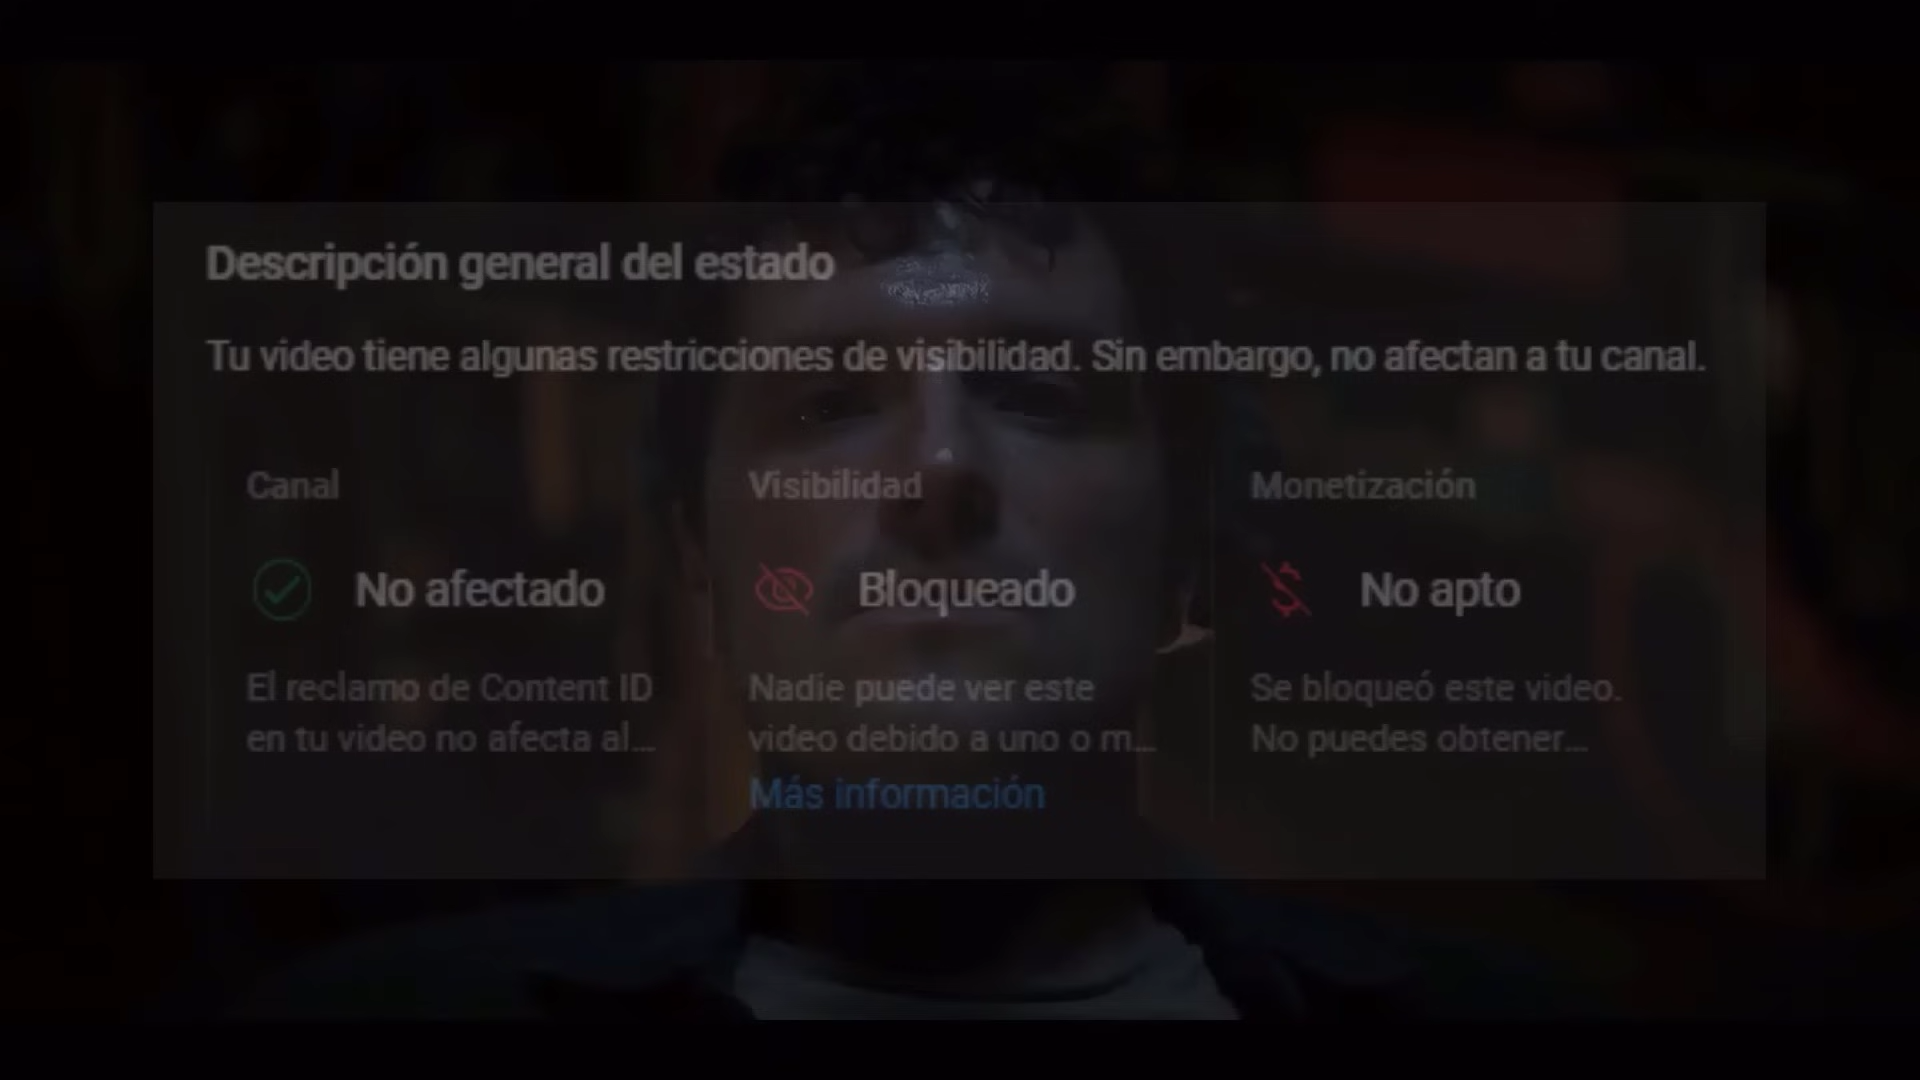 Descripción general del estado
Tu video tiene algunas restricciones de visibilidad. Sin embargo, no afectan a tu canal.
Canal
No afectado
El reclamo de Content ID
en tu video no afecta al...
Visibilidad
Bloqueado
Nadie puede ver este
video debido a uno o m...
Más información
Monetización
No apto
Se bloqueó este video.
No puedes obtener...